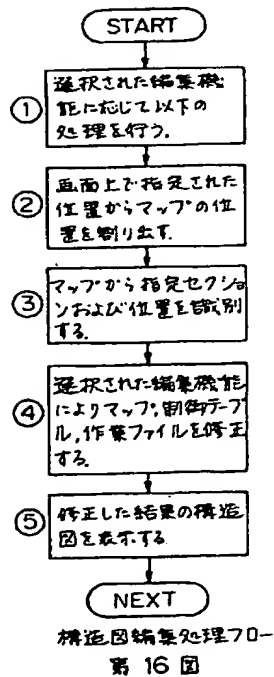 START
①
選択された編集機
能に応じて以下の
処理を行う.
②
画面上で指定された
位置からマップの位
置を割り出す.
③
マップから指定セクショ
ンおよび位置を識別
する.
④
選択された編集機能
によりマップ,制御テーブ
ル,作業ファイルを修正
する.
⑤
修正した結果の構造
図を表示する
NEXT
構造図編集処理フロー
第 16 図